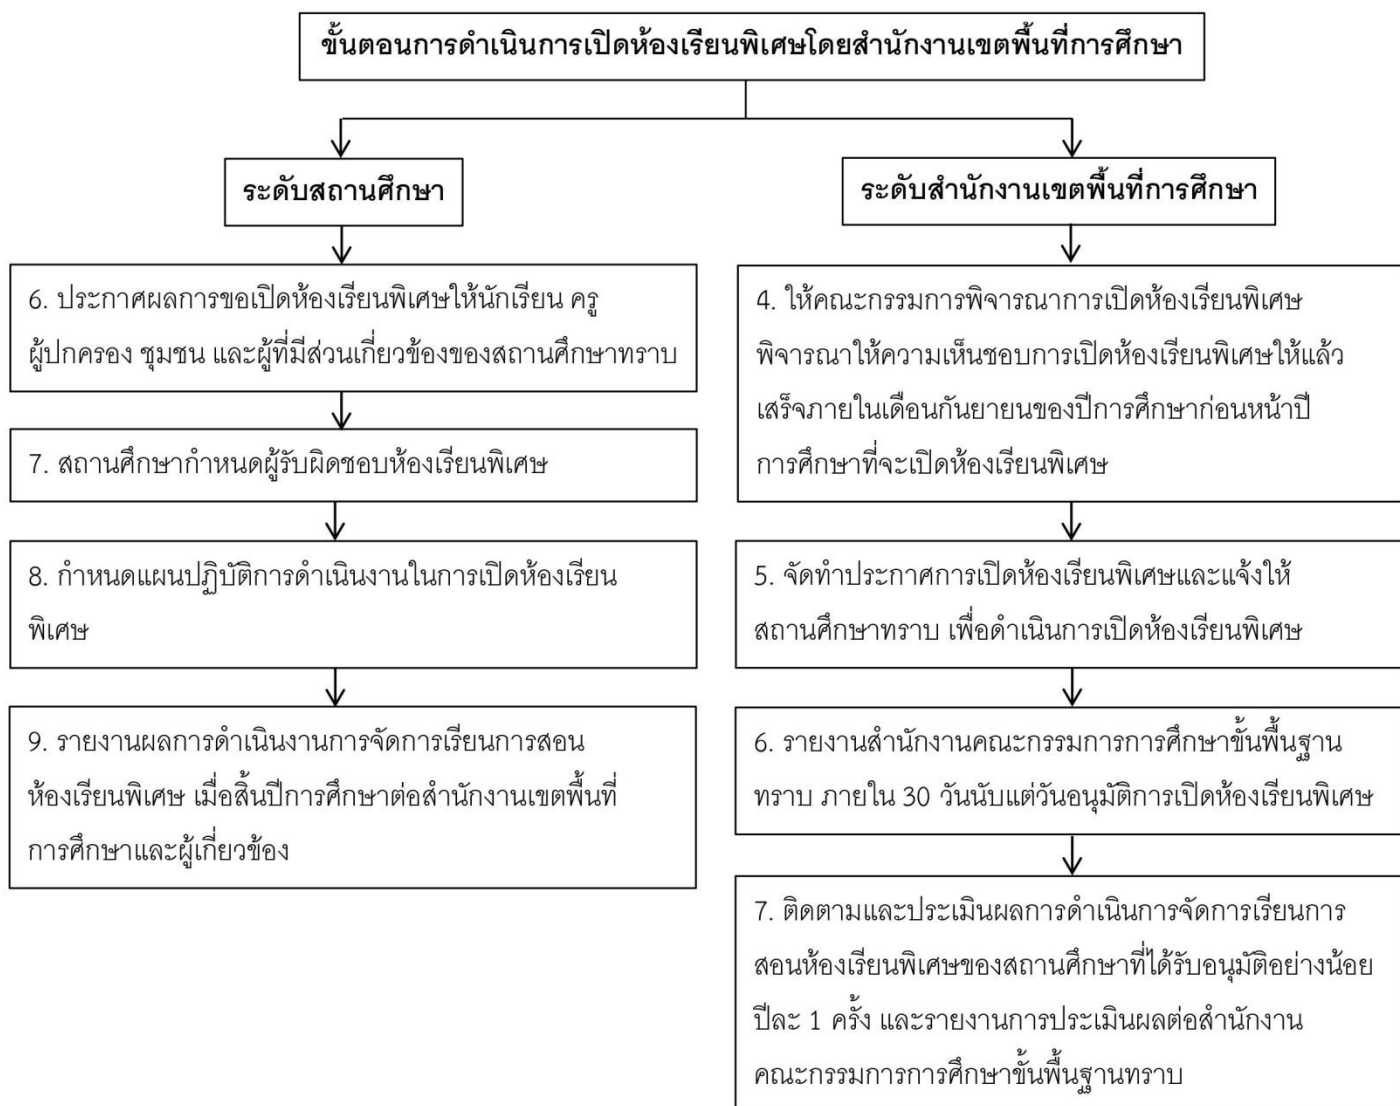 ขั้นตอนการดำเนินการเปิดห้องเรียนพิเศษโดยสำนักงานเขตพื้นที่การศึกษา
ระดับสถานศึกษา
6. ประกาศผลการขอเปิดห้องเรียนพิเศษให้นักเรียน ครู
ผู้ปกครอง ชุมชน และผู้ที่มีส่วนเกี่ยวข้องของสถานศึกษาทราบ
7. สถานศึกษากำหนดผู้รับผิดชอบห้องเรียนพิเศษ
8. กำหนดแผนปฏิบัติการดำเนินงานในการเปิดห้องเรียน
พิเศษ
9. รายงานผลการดำเนินงานการจัดการเรียนการสอน
ห้องเรียนพิเศษ เมื่อสิ้นปีการศึกษาต่อสำนักงานเขตพื้นที่
การศึกษาและผู้เกี่ยวข้อง
ระดับสำนักงานเขตพื้นที่การศึกษา
4. ให้คณะกรรมการพิจารณาการเปิดห้องเรียนพิเศษ
พิจารณาให้ความเห็นชอบการเปิดห้องเรียนพิเศษให้แล้ว
เสร็จภายในเดือนกันยายนของปีการศึกษาก่อนหน้าปี
การศึกษาที่จะเปิดห้องเรียนพิเศษ
5. จัดทำประกาศการเปิดห้องเรียนพิเศษและแจ้งให้
สถานศึกษาทราบ เพื่อดำเนินการเปิดห้องเรียนพิเศษ
6. รายงานสำนักงานคณะกรรมการการศึกษาขั้นพื้นฐาน
ทราบ ภายใน 30 วันนับแต่วันอนุมัติการเปิดห้องเรียนพิเศษ
7. ติดตามและประเมินผลการดำเนินการจัดการเรียนการ
สอนห้องเรียนพิเศษของสถานศึกษาที่ได้รับอนุมัติอย่างน้อย
ปีละ 1 ครั้ง และรายงานการประเมินผลต่อสำนักงาน
คณะกรรมการการศึกษาขั้นพื้นฐานทราบ